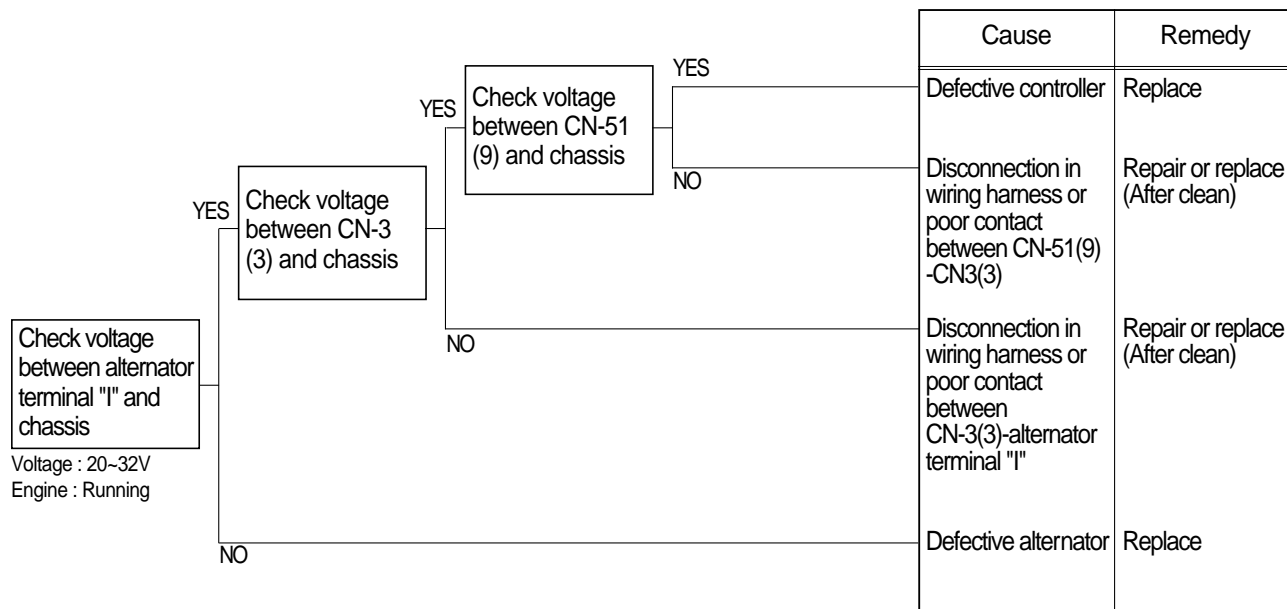 Cause
Remedy
YES
Check voltage
between CN-51
(9) and chassis
YES
Defective controller
Replace
NO
Disconnection in
wiring harness or
poor contact
between CN-51(9)
-CN3(3)
Repair or replace
(After clean)
YES
Check voltage
between CN-3
(3) and chassis
NO
Disconnection in
wiring harness or
poor contact
between
CN-3(3)-alternator
terminal "I"
Repair or replace
(After clean)
Check voltage
between alternator
terminal "I" and
chassis
Voltage : 20~32V
Engine : Running
NO
Defective alternator
Replace